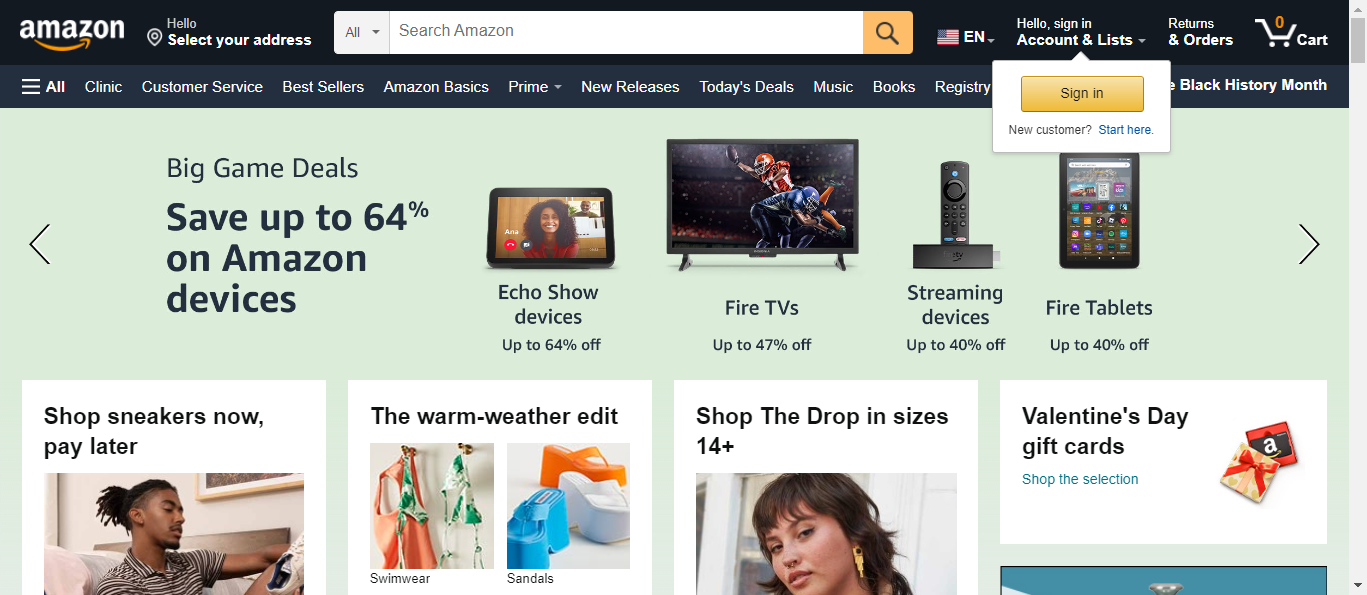 amazon
Hello
Select your address
All
Search Amazon
EN
Hello, sign in
Account & Lists
Returns
& Orders
0
Cart
All
Clinic
Customer Service
Best Sellers
Amazon Basics
Prime
New Releases
Today's Deals
Music
Books
Registry
e Black History Month
Sign in
New customer? Start here.
Big Game Deals
Save up to 64%
on Amazon
devices
Ana
Echo Show
devices
Up to 64% off
Fire TVs
Up to 47% off
Streaming
devices
Up to 40% off
Fire Tablets
Up to 40% off
Shop sneakers now,
pay later
The warm-weather edit
Swimwear
Sandals
Shop The Drop in sizes
14+
Valentine's Day
gift cards
Shop the selection
a